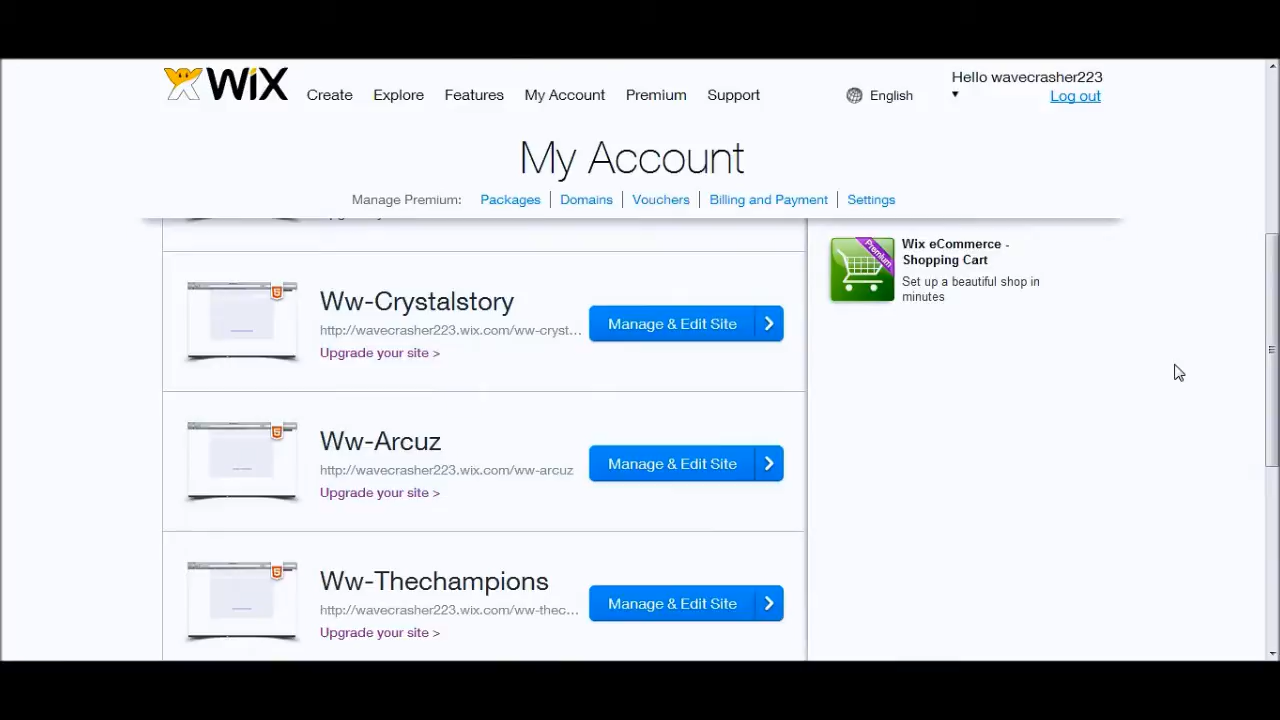 WiX
Create Explore Features My Account Premium Support
English
Hello wavecrasher223
Log out
My Account
Manage Premium: Packages Domains Vouchers Billing and Payment Settings
Premium
Wix eCommerce -
Shopping Cart
Set up a beautiful shop in
minutes
Ww-Crystalstory
http://wavecrasher223.wix.com/ww-cryst...
Upgrade your site >
Manage & Edit Site
Ww-Arcuz
http://wavecrasher223.wix.com/ww-arcuz
Upgrade your site >
Manage & Edit Site
Ww-Thechampions
http://wavecrasher223.wix.com/ww-thec...
Upgrade your site >
Manage & Edit Site